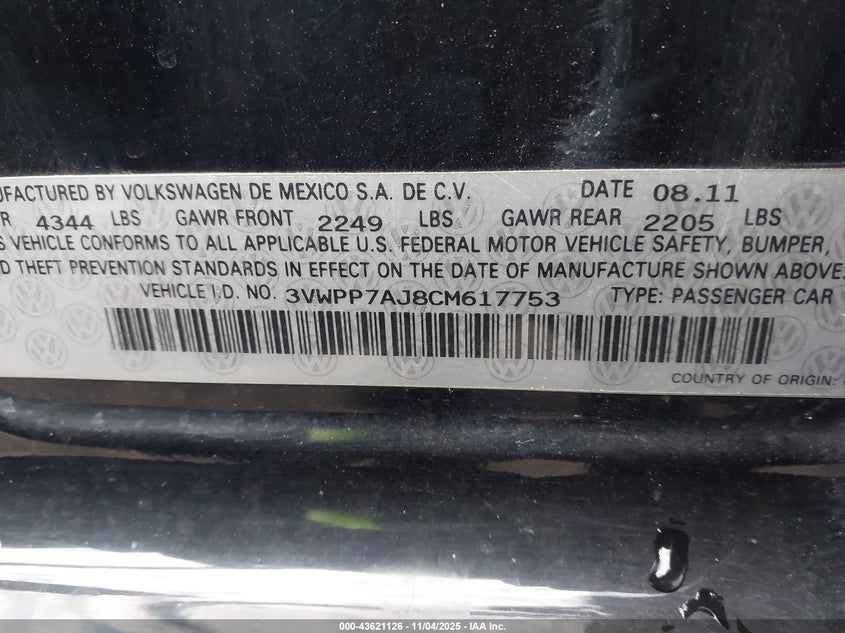 UFACTURED BY VOLKSWAGEN DE MEXICO S.A. DE C.V. DATE 08.11
R 4344 LBS GAWR FRONT 2249 LBS GAWR REAR 2205 LBS
S VEHICLE CONFORMS TO ALL APPLICABLE U.S. FEDERAL MOTOR VEHICLE SAFETY, BUMPER,
D THEFT PREVENTION STANDARDS IN EFFECT ON THE DATE OF MANUFACTURE SHOWN ABOVE.
VEHICLE I.D. NO. 3VWPP7AJ8CM617753 TYPE: PASSENGER CAR
COUNTRY OF ORIGIN:
000-43621126 - 11/04/2025 - IAA Inc.